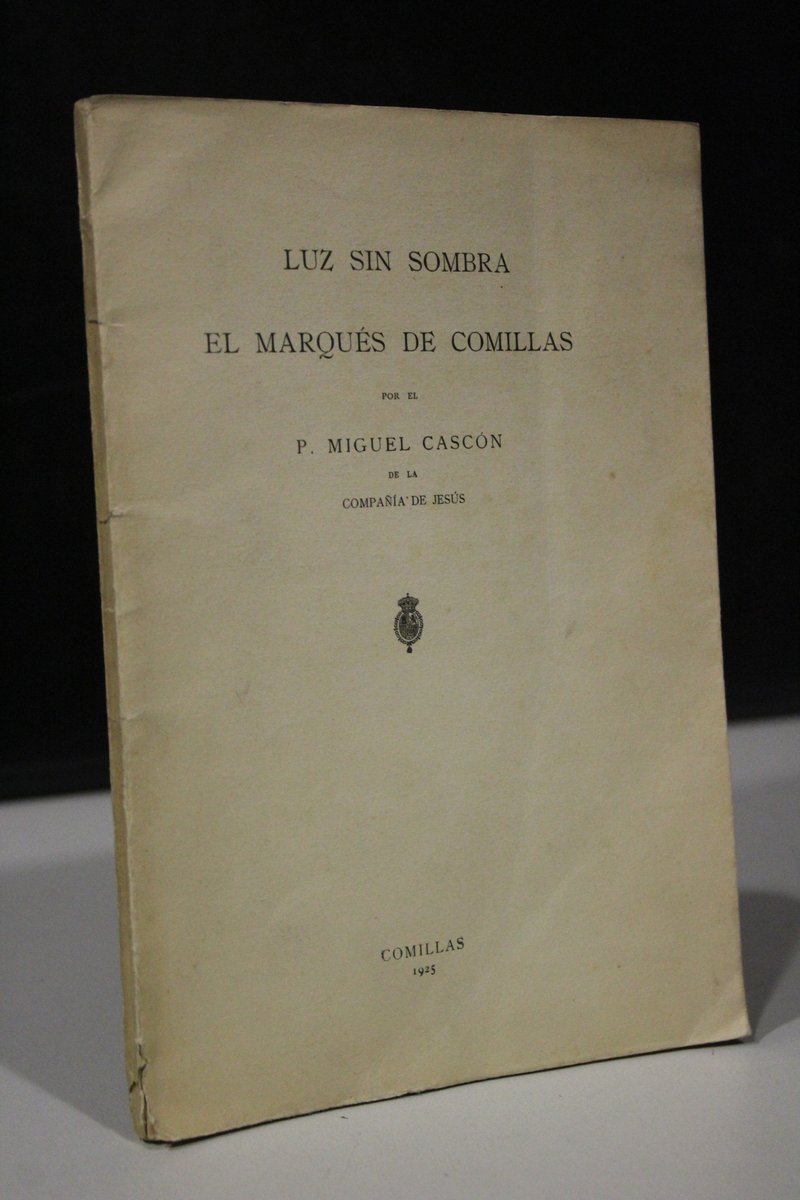 LUZ SIN SOMBRA
EL MARQUÉS DE COMILLAS
POR EL
P. MIGUEL CASCÓN
DE LA
COMPAÑÍA DE JESÚS
COMILLAS
1925